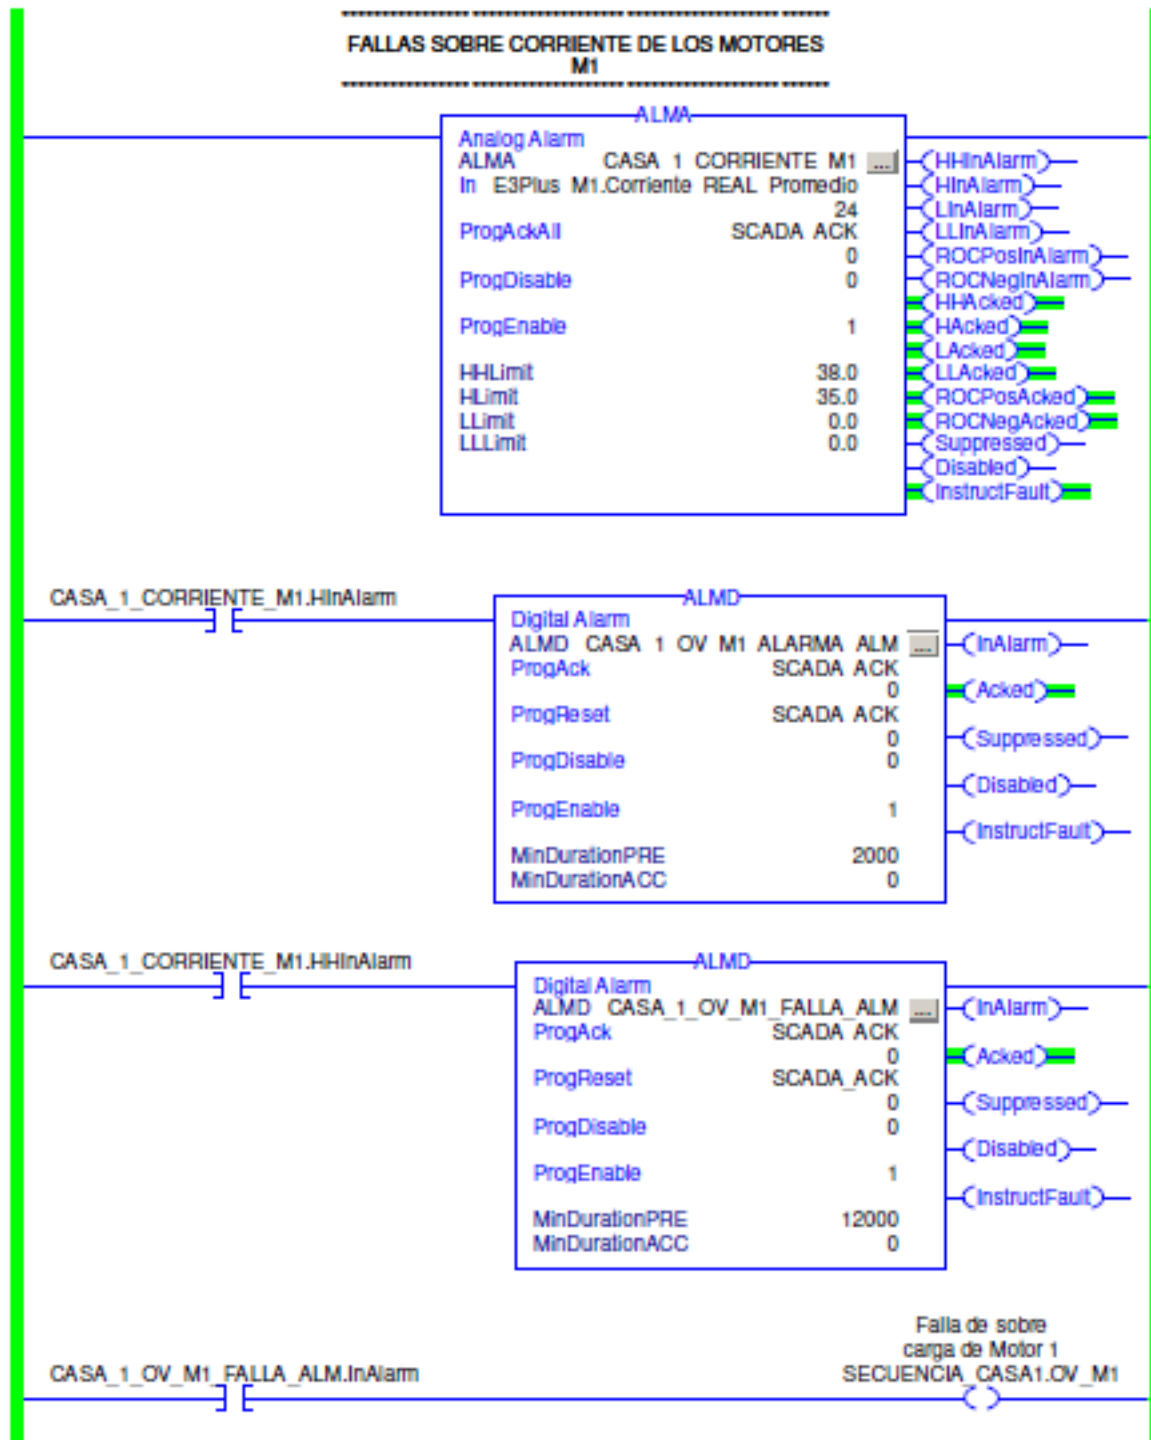 FALLAS SOBRE CORRIENTE DE LOS MOTORES
M1
ALMA
Analog Alarm
ALMA CASA 1 CORRIENTE M1 ...
In E3Plus M1.Corriente REAL Promedio
24
ProgAckAll SCADA ACK
0
ProgDisable 0
ProgEnable 1
HHLimit 38.0
HLimit 35.0
LLimit 0.0
LLLimit 0.0
HHInAlarm
HInAlarm
LInAlarm
LLInAlarm
ROCPosInAlarm
ROCNegInAlarm
HHAcked
HAcked
LAcked
LLAcked
ROCPosAcked
ROCNegAcked
Suppressed
Disabled
InstructFault
CASA_1_CORRIENTE_M1.HInAlarm
ALMD
Digital Alarm
ALMD CASA 1 OV M1 ALARMA ALM ...
ProgAck SCADA ACK
0
ProgReset SCADA ACK
0
ProgDisable 0
ProgEnable 1
MinDurationPRE 2000
MinDurationACC 0
InAlarm
Acked
Suppressed
Disabled
InstructFault
CASA_1_CORRIENTE_M1.HHInAlarm
ALMD
Digital Alarm
ALMD CASA_1_OV_M1_FALLA_ALM ...
ProgAck SCADA ACK
0
ProgReset SCADA_ACK
0
ProgDisable 0
ProgEnable 1
MinDurationPRE 12000
MinDurationACC 0
InAlarm
Acked
Suppressed
Disabled
InstructFault
CASA_1_OV_M1_FALLA_ALM.InAlarm
Falla de sobre
carga de Motor 1
SECUENCIA_CASA1.OV_M1